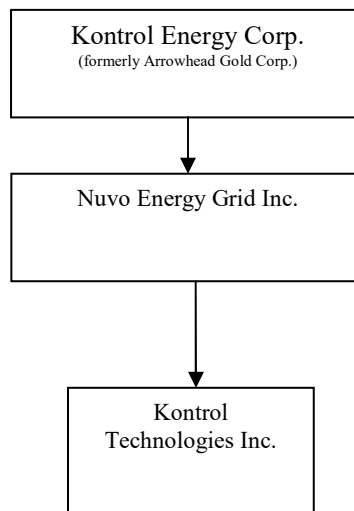 Kontrol Energy Corp.
(formerly Arrowhead Gold Corp.)
Nuvo Energy Grid Inc.
Kontrol
Technologies Inc.